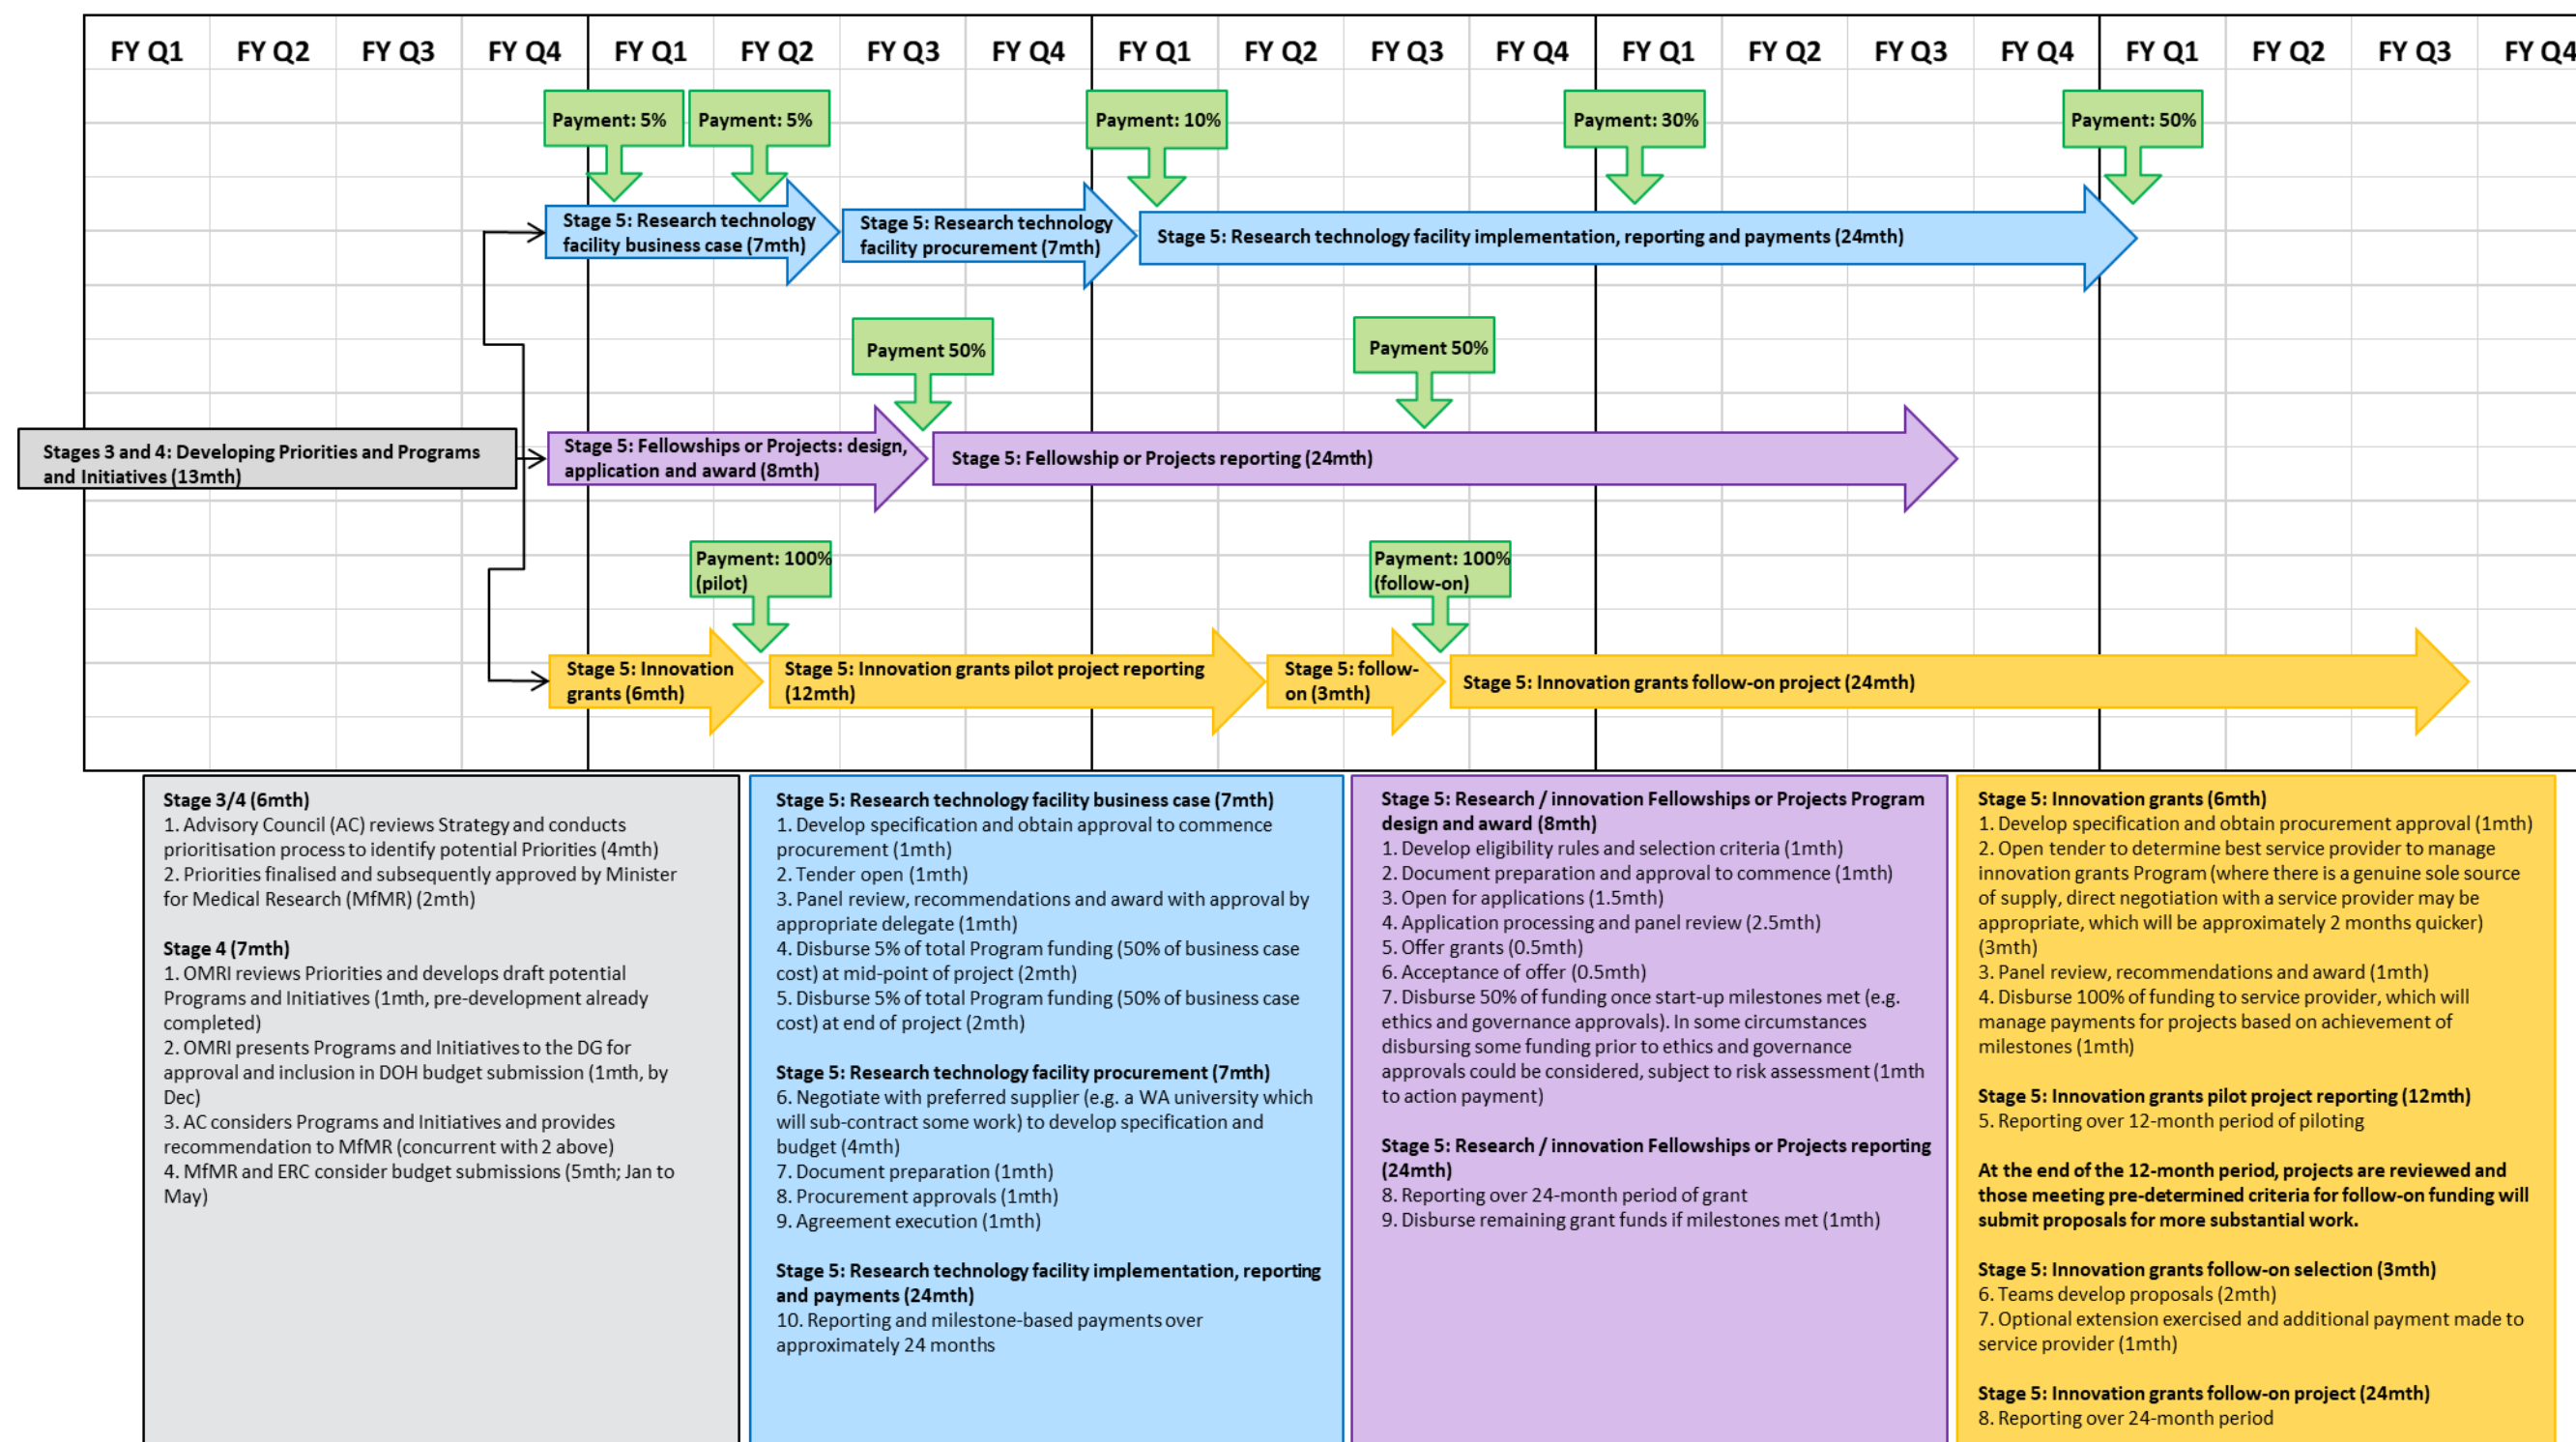 FY Q1 FY Q2 FY Q3 FY Q4 FY Q1 FY Q2 FY Q3 FY Q4 FY Q1 FY Q2 FY Q3 FY Q4 FY Q1 FY Q2 FY Q3 FY Q4 FY Q1 FY Q2 FY Q3 FY Q4
Payment: 5%
Payment: 5%
Payment: 10%
Payment: 30%
Payment: 50%
Stage 5: Research technology
facility business case (7mth)
Stage 5: Research technology
facility procurement (7mth)
Stage 5: Research technology facility implementation, reporting and payments (24mth)
Payment 50%
Payment 50%
Stages 3 and 4: Developing Priorities and Programs
and Initiatives (13mth)
Stage 5: Fellowships or Projects: design,
application and award (8mth)
Stage 5: Fellowship or Projects reporting (24mth)
Payment: 100%
(pilot)
Payment: 100%
(follow-on)
Stage 5: Innovation
grants (6mth)
Stage 5: Innovation grants pilot project reporting
(12mth)
Stage 5: follow-
on (3mth)
Stage 5: Innovation grants follow-on project (24mth)
Stage 3/4 (6mth)
1. Advisory Council (AC) reviews Strategy and conducts
prioritisation process to identify potential Priorities (4mth)
2. Priorities finalised and subsequently approved by Minister
for Medical Research (MfMR) (2mth)
Stage 4 (7mth)
1. OMRI reviews Priorities and develops draft potential
Programs and Initiatives (1mth, pre-development already
completed)
2. OMRI presents Programs and Initiatives to the DG for
approval and inclusion in DOH budget submission (1mth, by
Dec)
3. AC considers Programs and Initiatives and provides
recommendation to MfMR (concurrent with 2 above)
4. MfMR and ERC consider budget submissions (5mth; Jan to
May)
Stage 5: Research technology facility business case (7mth)
1. Develop specification and obtain approval to commence
procurement (1mth)
2. Tender open (1mth)
3. Panel review, recommendations and award with approval by
appropriate delegate (1mth)
4. Disburse 5% of total Program funding (50% of business case
cost) at mid-point of project (2mth)
5. Disburse 5% of total Program funding (50% of business case
cost) at end of project (2mth)
Stage 5: Research technology facility procurement (7mth)
6. Negotiate with preferred supplier (e.g. a WA university which
will sub-contract some work) to develop specification and
budget (4mth)
7. Document preparation (1mth)
8. Procurement approvals (1mth)
9. Agreement execution (1mth)
Stage 5: Research technology facility implementation, reporting
and payments (24mth)
10. Reporting and milestone-based payments over
approximately 24 months
Stage 5: Research / innovation Fellowships or Projects Program
design and award (8mth)
1. Develop eligibility rules and selection criteria (1mth)
2. Document preparation and approval to commence (1mth)
3. Open for applications (1.5mth)
4. Application processing and panel review (2.5mth)
5. Offer grants (0.5mth)
6. Acceptance of offer (0.5mth)
7. Disburse 50% of funding once start-up milestones met (e.g.
ethics and governance approvals). In some circumstances
disbursing some funding prior to ethics and governance
approvals could be considered, subject to risk assessment (1mth
to action payment)
Stage 5: Research / innovation Fellowships or Projects reporting
(24mth)
8. Reporting over 24-month period of grant
9. Disburse remaining grant funds if milestones met (1mth)
Stage 5: Innovation grants (6mth)
1. Develop specification and obtain procurement approval (1mth)
2. Open tender to determine best service provider to manage
innovation grants Program (where there is a genuine sole source
of supply, direct negotiation with a service provider may be
appropriate, which will be approximately 2 months quicker)
(3mth)
3. Panel review, recommendations and award (1mth)
4. Disburse 100% of funding to service provider, which will
manage payments for projects based on achievement of
milestones (1mth)
Stage 5: Innovation grants pilot project reporting (12mth)
5. Reporting over 12-month period of piloting
At the end of the 12-month period, projects are reviewed and
those meeting pre-determined criteria for follow-on funding will
submit proposals for more substantial work.
Stage 5: Innovation grants follow-on selection (3mth)
6. Teams develop proposals (2mth)
7. Optional extension exercised and additional payment made to
service provider (1mth)
Stage 5: Innovation grants follow-on project (24mth)
8. Reporting over 24-month period